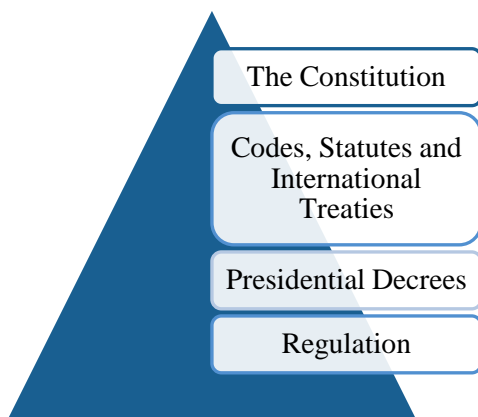 The Constitution
Codes, Statutes and
International
Treaties
Presidential Decrees
Regulation